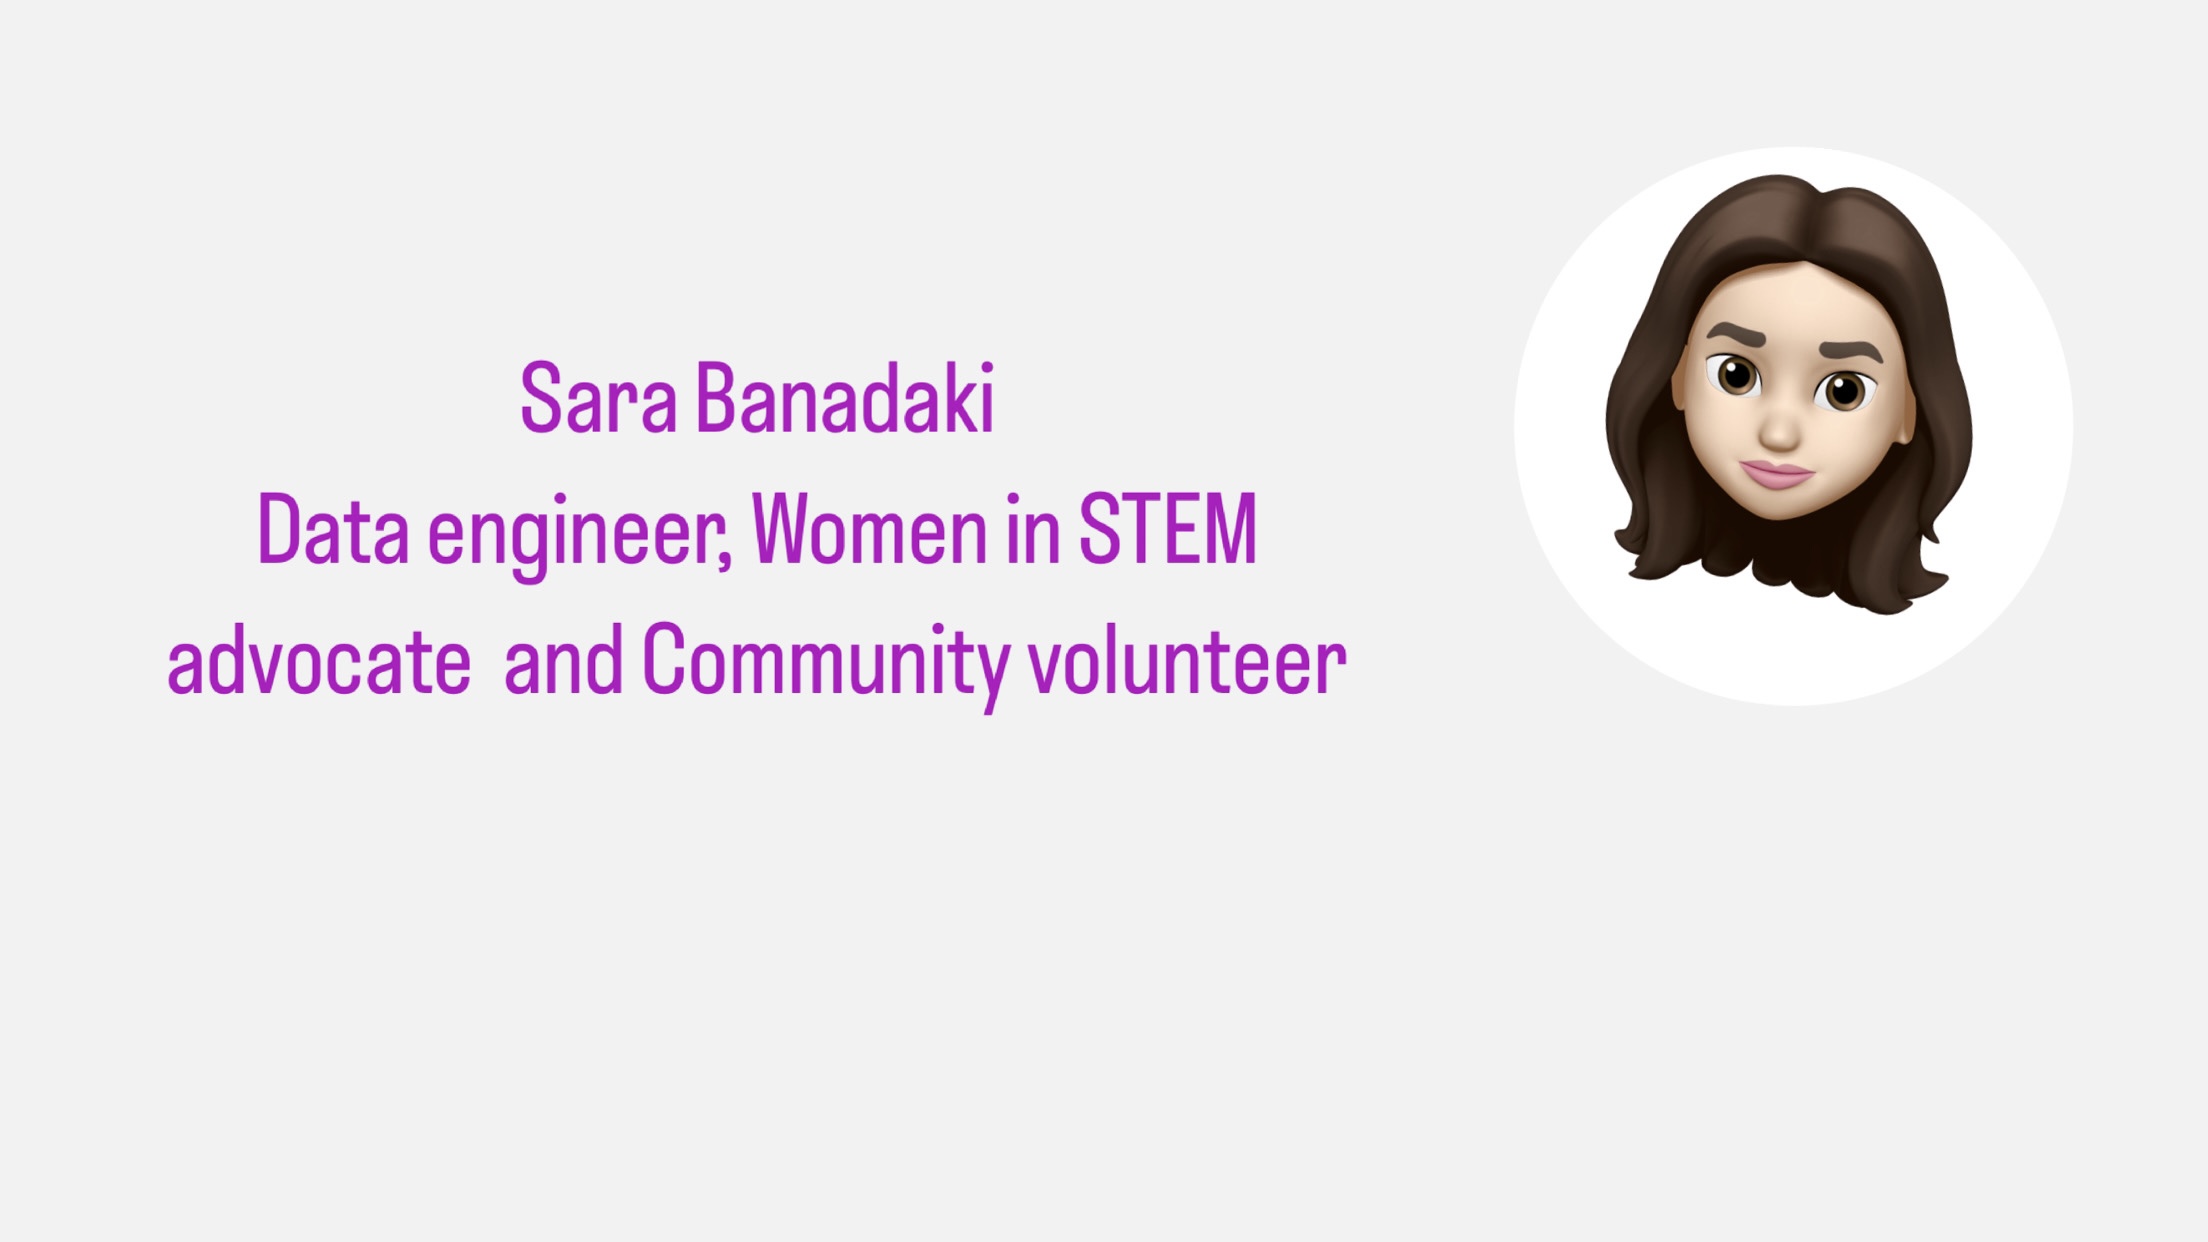 Sara Banadaki
Data engineer, Women in STEM
advocate  and Community volunteer